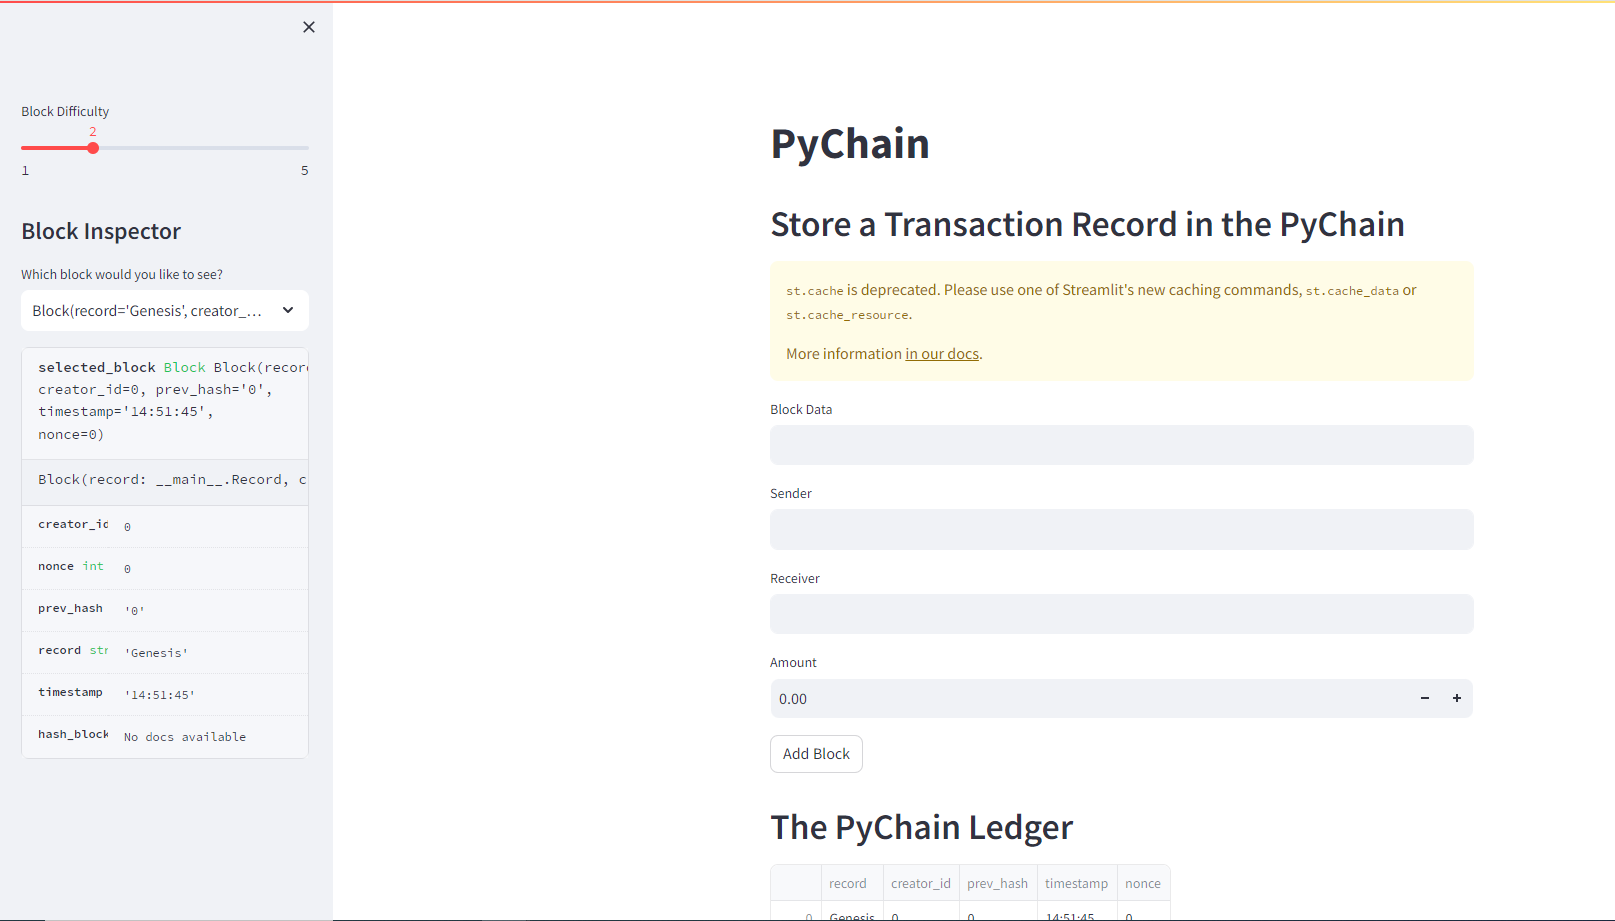 Block Difficulty
2
1 5
Block Inspector
Which block would you like to see?
Block(record='Genesis', creator_...
selected_block Block Block(recor
creator_id=0, prev_hash='0',
timestamp='14:51:45',
nonce=0)
Block(record: __main__.Record, c
creator_id 0
nonce int 0
prev_hash '0'
record str 'Genesis'
timestamp '14:51:45'
hash_block No docs available
PyChain
Store a Transaction Record in the PyChain
st.cache is deprecated. Please use one of Streamlit's new caching commands, st.cache_data or
st.cache_resource.
More information in our docs.
Block Data
Sender
Receiver
Amount
0.00
Add Block
The PyChain Ledger
record creator_id prev_hash timestamp nonce
0 Genesis 0 0 14:51:45 0